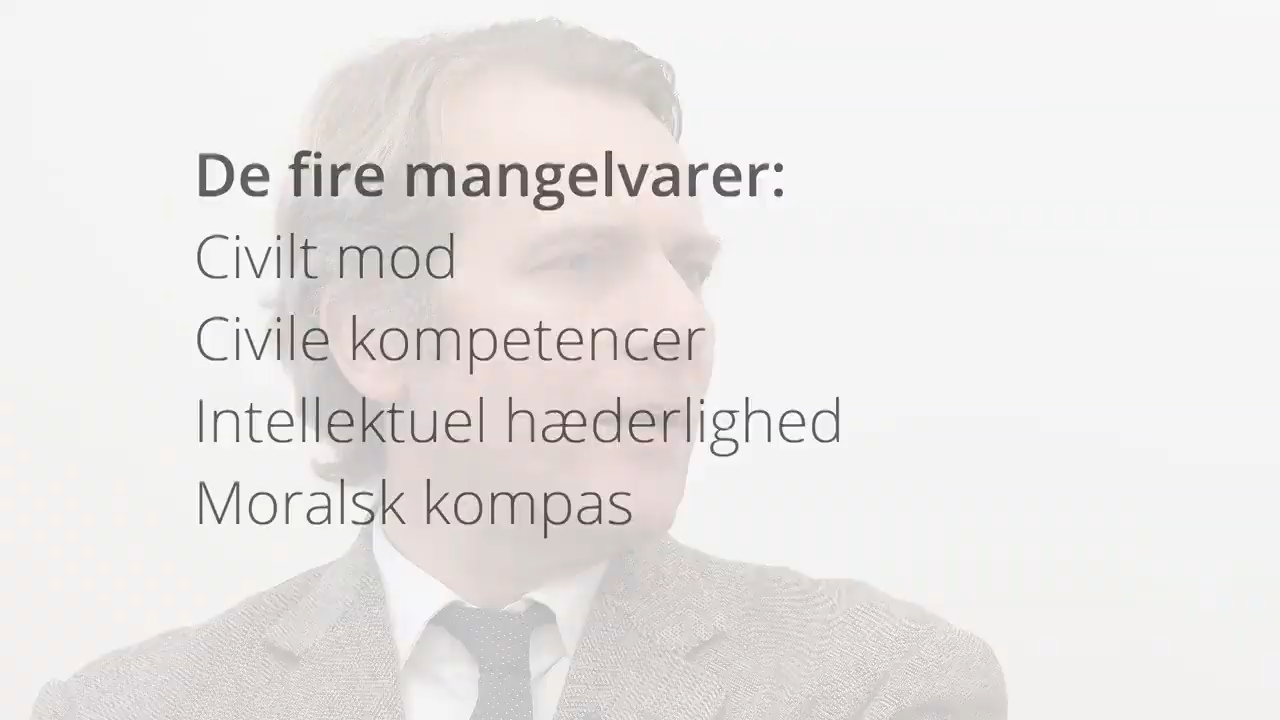 De fire mangelvarer:
Civilt mod
Civile kompetencer
Intellektuel hæderlighed
Moralsk kompas